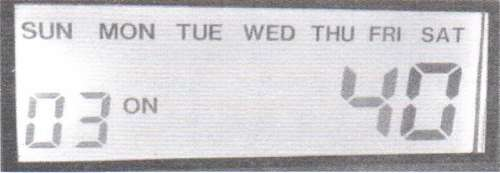 SUN MON TUE WED THU FRI SAT
03 ON 40